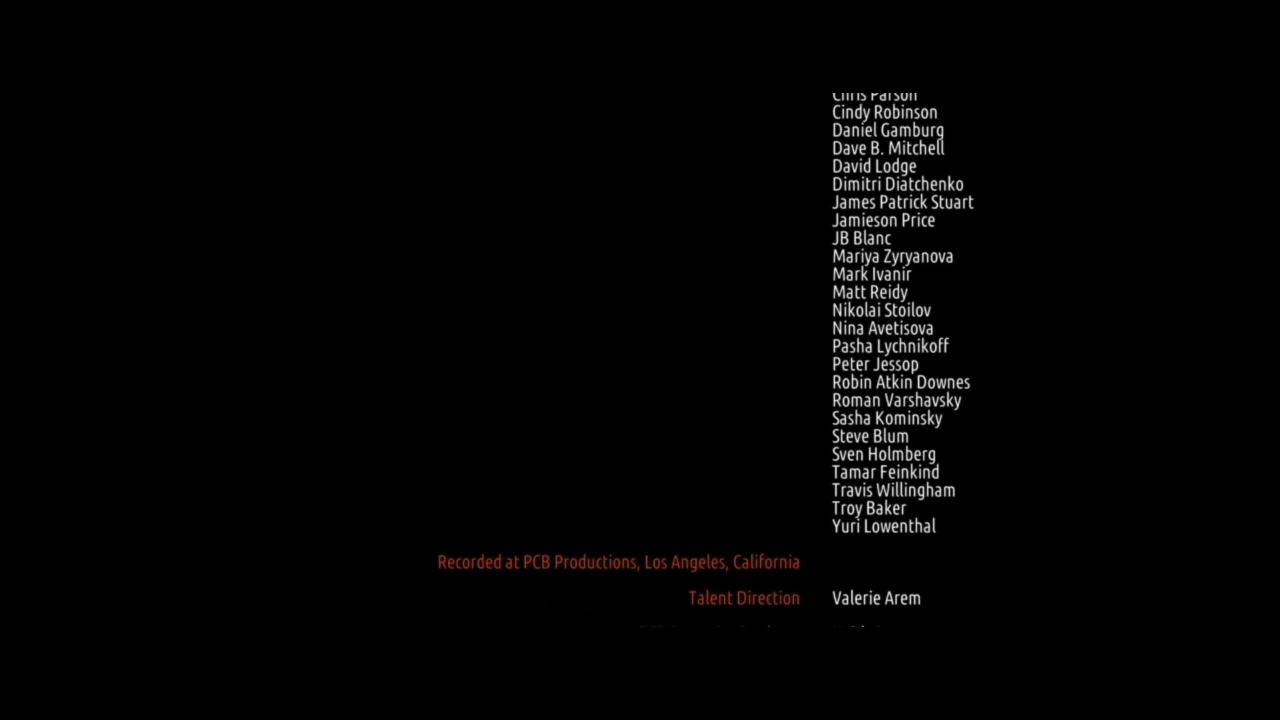 Chris Parson
Cindy Robinson
Daniel Gamburg
Dave B. Mitchell
David Lodge
Dimitri Diatchenko
James Patrick Stuart
Jamieson Price
JB Blanc
Mariya Zyryanova
Mark Ivanir
Matt Reidy
Nikolai Stoilov
Nina Avetisova
Pasha Lychnikoff
Peter Jessop
Robin Atkin Downes
Roman Varshavsky
Sasha Kominsky
Steve Blum
Sven Holmberg
Tamar Feinkind
Travis Willingham
Troy Baker
Yuri Lowenthal
Recorded at PCB Productions, Los Angeles, California
Talent Direction Valerie Arem